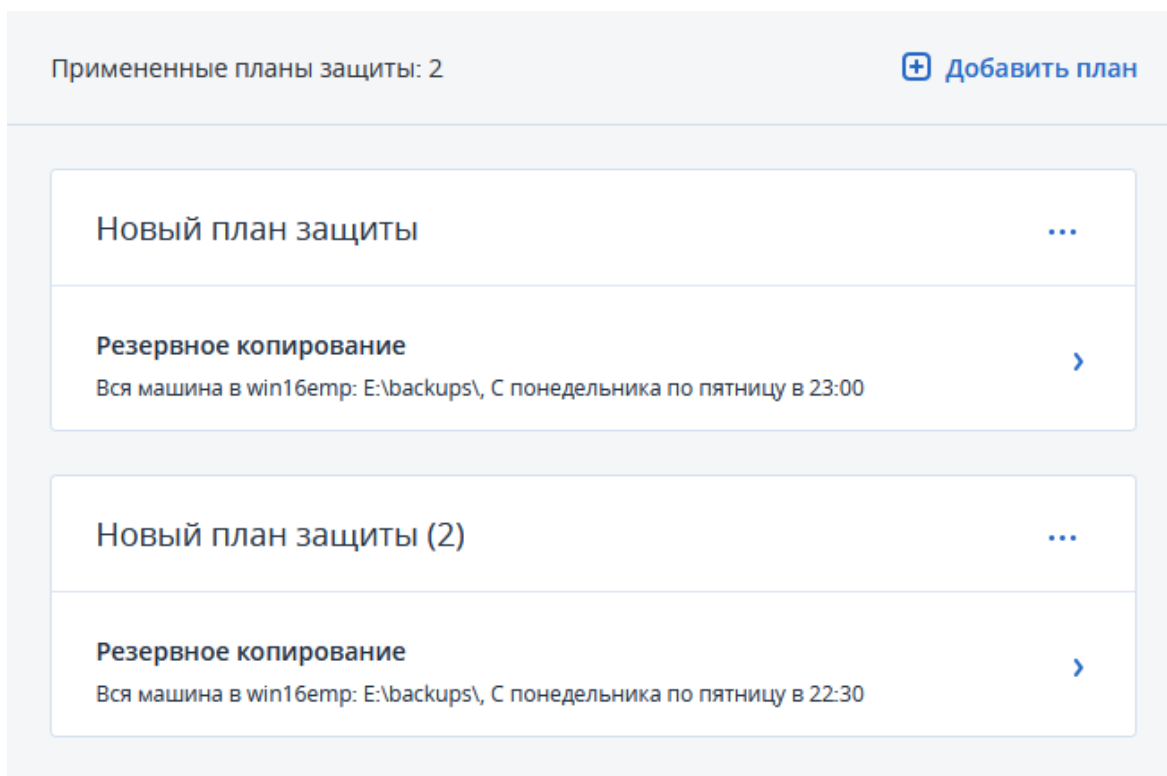 Примененные планы защиты: 2
Добавить план
Новый план защиты
...
Резервное копирование
Вся машина в win16emp: E:\backups\, С понедельника по пятницу в 23:00
Новый план защиты (2)
...
Резервное копирование
Вся машина в win16emp: E:\backups\, С понедельника по пятницу в 22:30